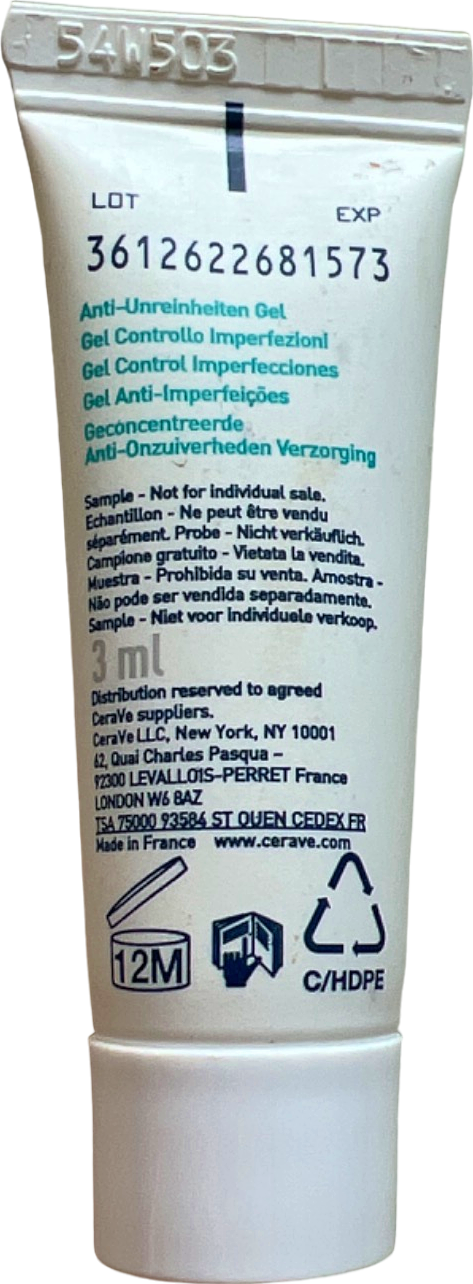 54W503
LOT
EXP
3612622681573
Anti-Unreinheiten Gel
Gel Controllo Imperfezioni
Gel Control Imperfecciones
Gel Anti-Imperfeições
Geconcentreerde
Anti-Onzuiverheden Verzorging
Sample - Not for individual sale.
Echantillon - Ne peut être vendu
séparément. Probe - Nicht verkäuflich.
Campione gratuito - Vietata la vendita.
Muestra - Prohibida su venta. Amostra -
Não pode ser vendida separadamente.
Sample - Niet voor individuele verkoop.
3 ml
Distribution reserved to agreed
CeraVe suppliers.
CeraVe LLC, New York, NY 10001
62, Quai Charles Pasqua –
92300 LEVALLOIS-PERRET France
LONDON W6 8AZ
TSA 75000 93584 ST OUEN CEDEX FR
Made in France www.cerave.com
12M
C/HDPE